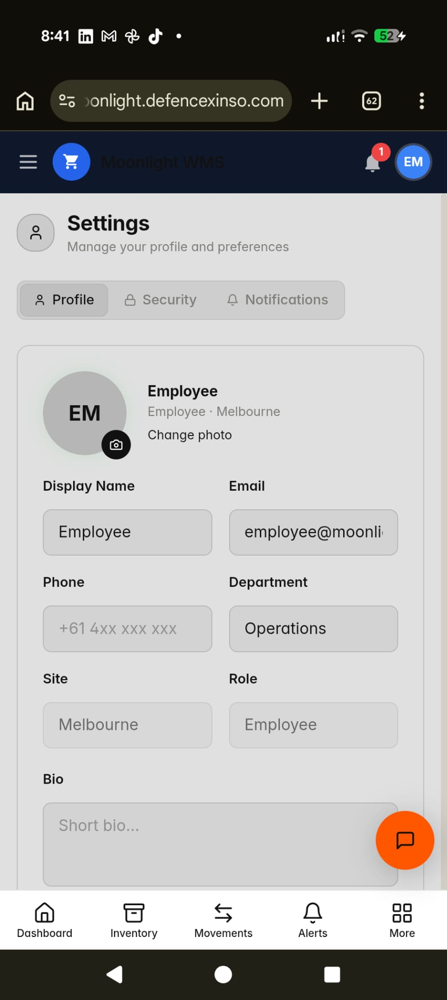 8:41
52
oonlight.defencexinso.com
62
Moonlight WMS
1
EM
Settings
Manage your profile and preferences
Profile
Security
Notifications
EM
Employee
Employee · Melbourne
Change photo
Display Name
Email
Employee
employee@moonli
Phone
Department
+61 4xx xxx xxx
Operations
Site
Role
Melbourne
Employee
Bio
Short bio...
Dashboard
Inventory
Movements
Alerts
More